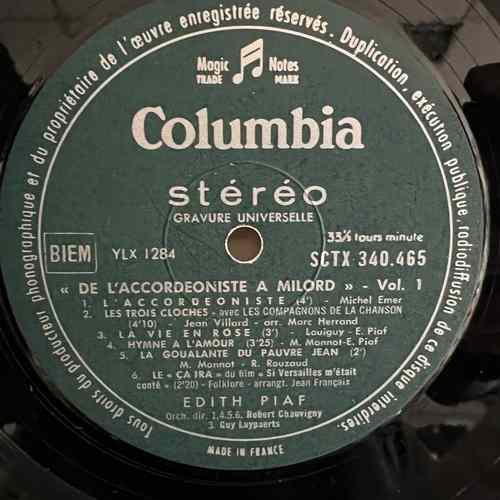 Tous droits du producteur phonographique et du propriétaire de l'œuvre enregistrée réservés. Duplication, exécution publique, radiodiffusion de ce disque interdites.
Magic Notes
TRADE MARK
Columbia
stéréo
GRAVURE UNIVERSELLE
33⅓ tours minute
BIEM YLX 1284 SCTX 340.465
« DE L'ACCORDEONISTE A MILORD » - Vol. 1
1. L'ACCORDEONISTE (4') - Michel Emer
2. LES TROIS CLOCHES - avec LES COMPAGNONS DE LA CHANSON
(4'10) - Jean Villard - arr. Marc Herrand
3. LA VIE EN ROSE (3') - Louiguy - E. Piaf
4. HYMNE A L'AMOUR (3'25) - M. Monnot-E. Piaf
5. LA GOUALANTE DU PAUVRE JEAN (2')
M. Monnot - R. Rouzaud
6. LE « ÇA IRA » du film « Si Versailles m'était
conté » (2'20) - Folklore - arrangt. Jean Français
EDITH PIAF
Orch. dir. 1,4.5.6. Robert Chauvigny
3. Guy Luypaerts
MADE IN FRANCE